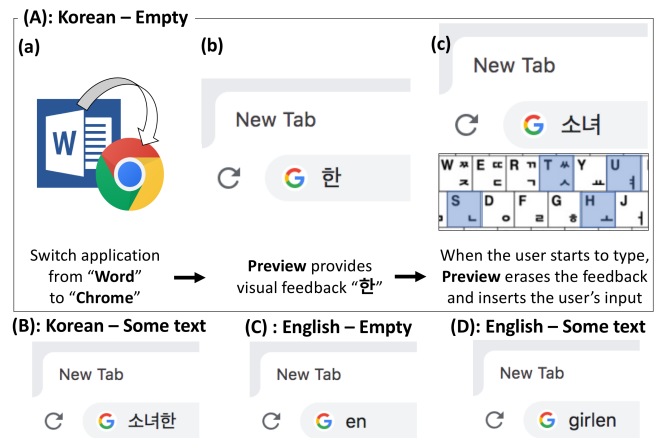 (A): Korean – Empty
(a)
W
Switch application
from “Word”
to “Chrome”
(b)
New Tab
G 한
Preview provides
visual feedback “한”
(c)
New Tab
G 소녀
W ㅉ ㅈ E ㄸ ㄷ R ㄲ ㄱ T ㅆ ㅅ Y ㅛ U ㅕ
S ㄴ D ㅇ F ㄹ G ㅎ H ㅗ J ㅓ
When the user starts to type,
Preview erases the feedback
and inserts the user’s input
(B): Korean – Some text
New Tab
G 소녀한
(C) : English – Empty
New Tab
G en
(D): English – Some text
New Tab
G girlen